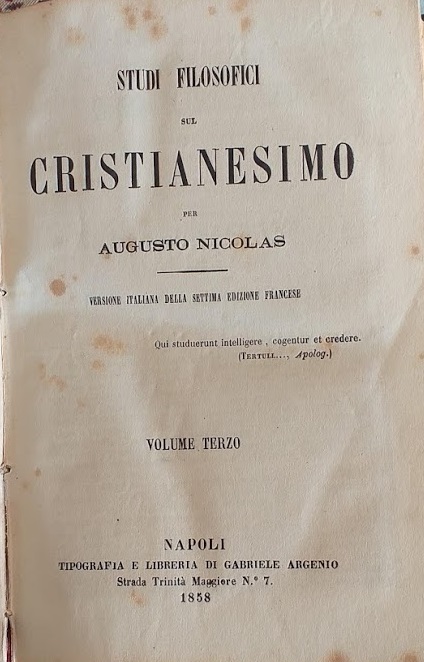 STUDI FILOSOFICI
SUL
CRISTIANESIMO
PER
AUGUSTO NICOLAS
VERSIONE ITALIANA DELLA SETTIMA EDIZIONE FRANCESE
Qui studuerunt intelligere, cogentur et credere.
(TERTULL..., Apolog.)
VOLUME TERZO
NAPOLI
TIPOGRAFIA E LIBRERIA DI GABRIELE ARGENIO
Strada Trinità Maggiore N.° 7.
1858